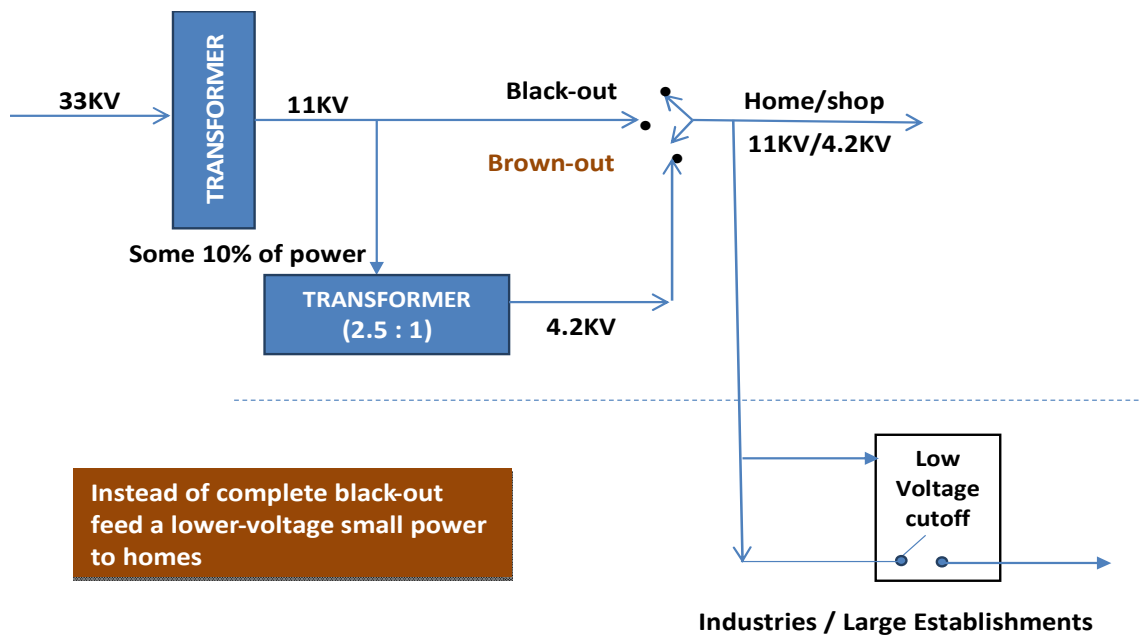 33KV
TRANSFORMER
11KV
Black-out
Home/shop
11KV/4.2KV
Brown-out
Some 10% of power
TRANSFORMER
(2.5 : 1)
4.2KV
Instead of complete black-out
feed a lower-voltage small power
to homes
Low
Voltage
cutoff
Industries / Large Establishments